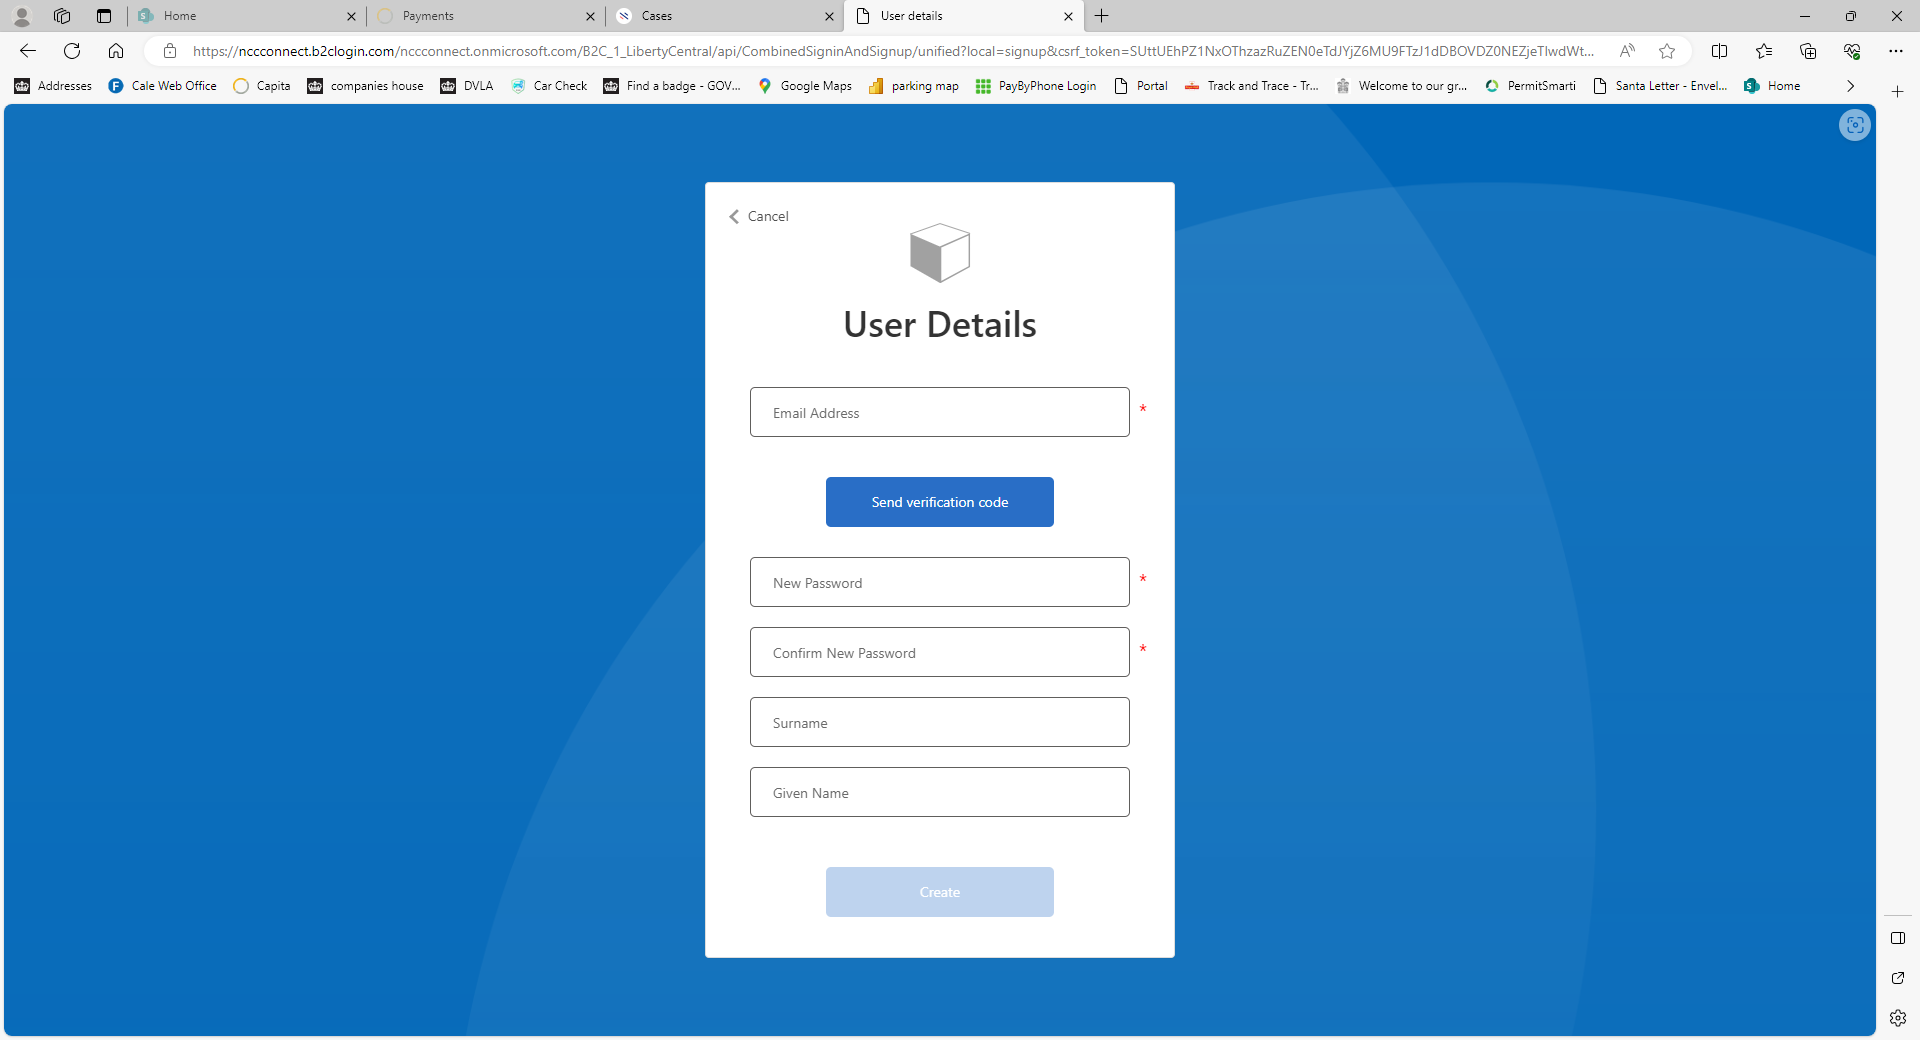 Home
Payments
Cases
User details
https://nccconnect.b2clogin.com/nccconnect.onmicrosoft.com/B2C_1_LibertyCentral/api/CombinedSigninAndSignup/unified?local=signup&csrf_token=SUttUEhPZ1NxOThzazRuZEN0eTdJYjZ6MU9FTzJ1dDBOVDZ0NEZjeTIwdWt...
Addresses
Cale Web Office
Capita
companies house
DVLA
Car Check
Find a badge - GOV...
Google Maps
parking map
PayByPhone Login
Portal
Track and Trace - Tr...
Welcome to our gr...
PermitSmarti
Santa Letter - Envel...
Home
Cancel
User Details
Email Address *
Send verification code
New Password *
Confirm New Password *
Surname
Given Name
Create